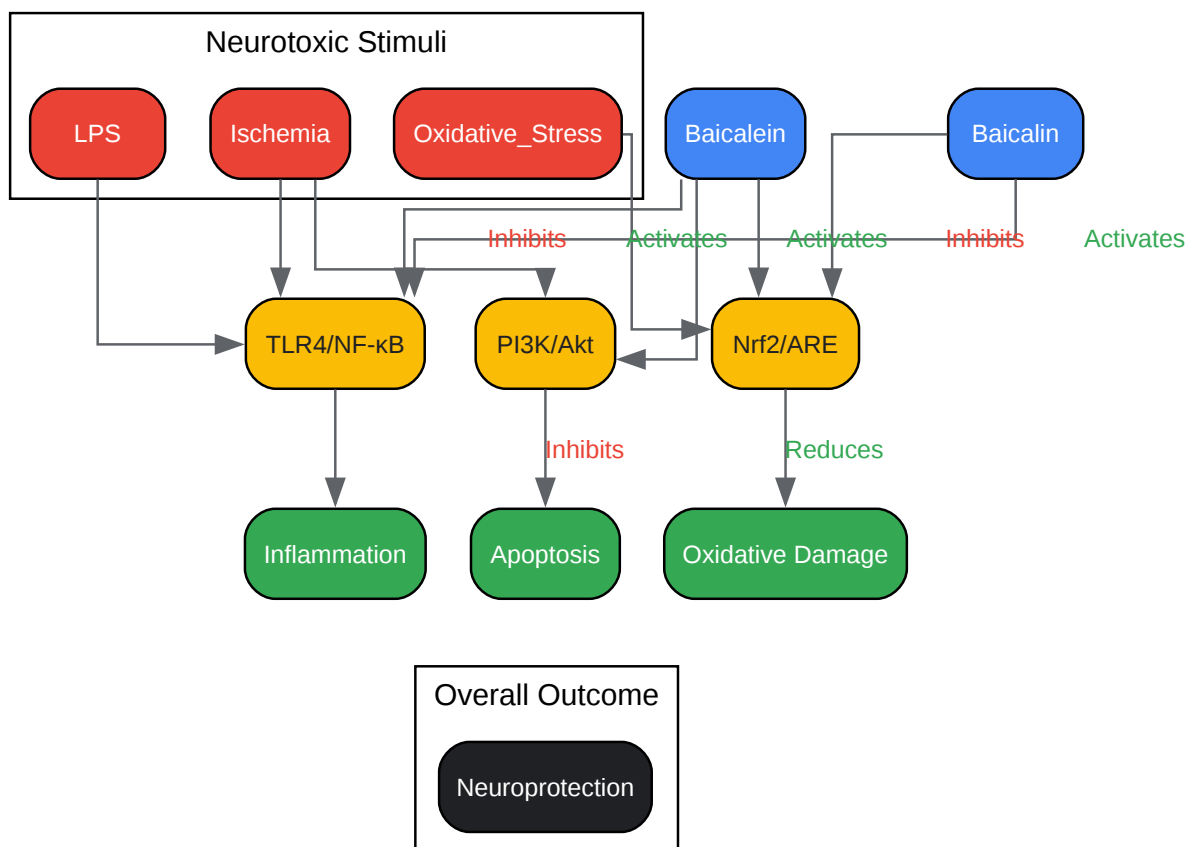 Neurotoxic Stimuli
LPS
Ischemia
Oxidative_Stress
Baicalein
Baicalin
Inhibits
Activates
Activates
Inhibits
Activates
TLR4/NF-κB
PI3K/Akt
Nrf2/ARE
Inhibits
Reduces
Inflammation
Apoptosis
Oxidative Damage
Overall Outcome
Neuroprotection